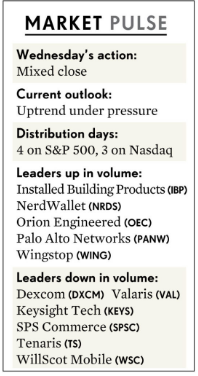 MARKET PULSE
Wednesday's action:
Mixed close
Current outlook:
Uptrend under pressure
Distribution days:
4 on S&P 500, 3 on Nasdaq
Leaders up in volume:
Installed Building Products (IBP)
NerdWallet (NRDS)
Orion Engineered (OEC)
Palo Alto Networks (PANW)
Wingstop (WING)
Leaders down in volume:
Dexcom (DXCM) Valaris (VAL)
Keysight Tech (KEYS)
SPS Commerce (SPSC)
Tenaris (TS)
WillScot Mobile (WSC)